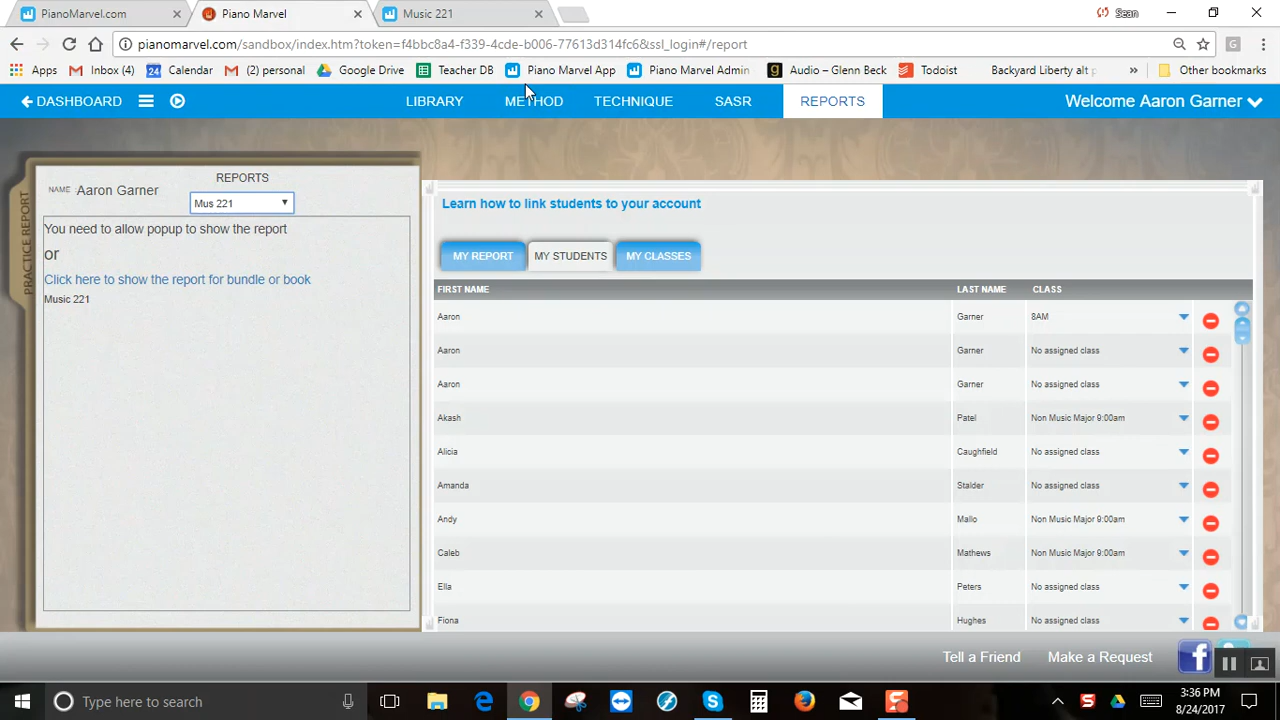 PianoMarvel.com
Piano Marvel
Music 221
Sean
pianomarvel.com/sandbox/index.htm?token=f4bbc8a4-f339-4cde-b006-77613d314fc6&ssl_login#/report
Apps
Inbox (4)
24 Calendar
(2) personal
Google Drive
Teacher DB
Piano Marvel App
Piano Marvel Admin
Audio – Glenn Beck
Todoist
Backyard Liberty alt
Other bookmarks
DASHBOARD
LIBRARY
METHOD
TECHNIQUE
SASR
REPORTS
Welcome Aaron Garner
PRACTICE REPORT
REPORTS
NAME : Aaron Garner
Mus 221
You need to allow popup to show the report
or
Click here to show the report for bundle or book
Music 221
Learn how to link students to your account
MY REPORT MY STUDENTS MY CLASSES
FIRST NAME LAST NAME CLASS
Aaron Garner 8AM
Aaron Garner No assigned class
Aaron Garner No assigned class
Akash Patel Non Music Major 9:00am
Alicia Caughfield No assigned class
Amanda Stalder No assigned class
Andy Mallo Non Music Major 9:00am
Caleb Mathews Non Music Major 9:00am
Ella Peters No assigned class
Fiona Hughes No assigned class
Tell a Friend
Make a Request
Type here to search
3:36 PM
8/24/2017